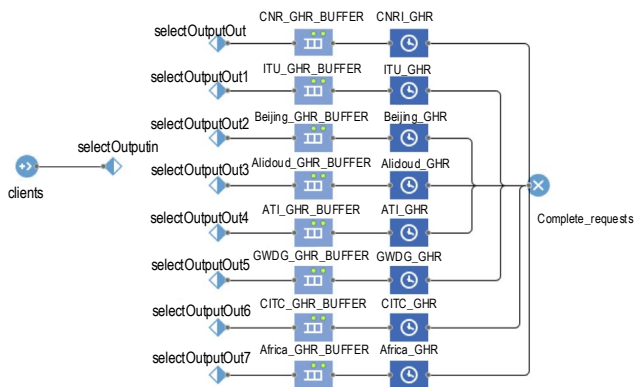 CNR_GHR_BUFFER CNRI_GHR
selectOutputOut
ITU_GHR_BUFFER ITU_GHR
selectOutputOut1
Beijing_GHR_BUFFER Beijing_GHR
selectOutputOut2
selectOutputin
Alidoud_GHR_BUFFER Alidoud_GHR
selectOutputOut3
clients
ATI_GHR_BUFFER ATI_GHR
selectOutputOut4
Complete_requests
GWDG_GHR_BUFFER GWDG_GHR
selectOutputOut5
CITC_GHR_BUFFER CITC_GHR
selectOutputOut6
Africa_GHR_BUFFER Africa_GHR
selectOutputOut7